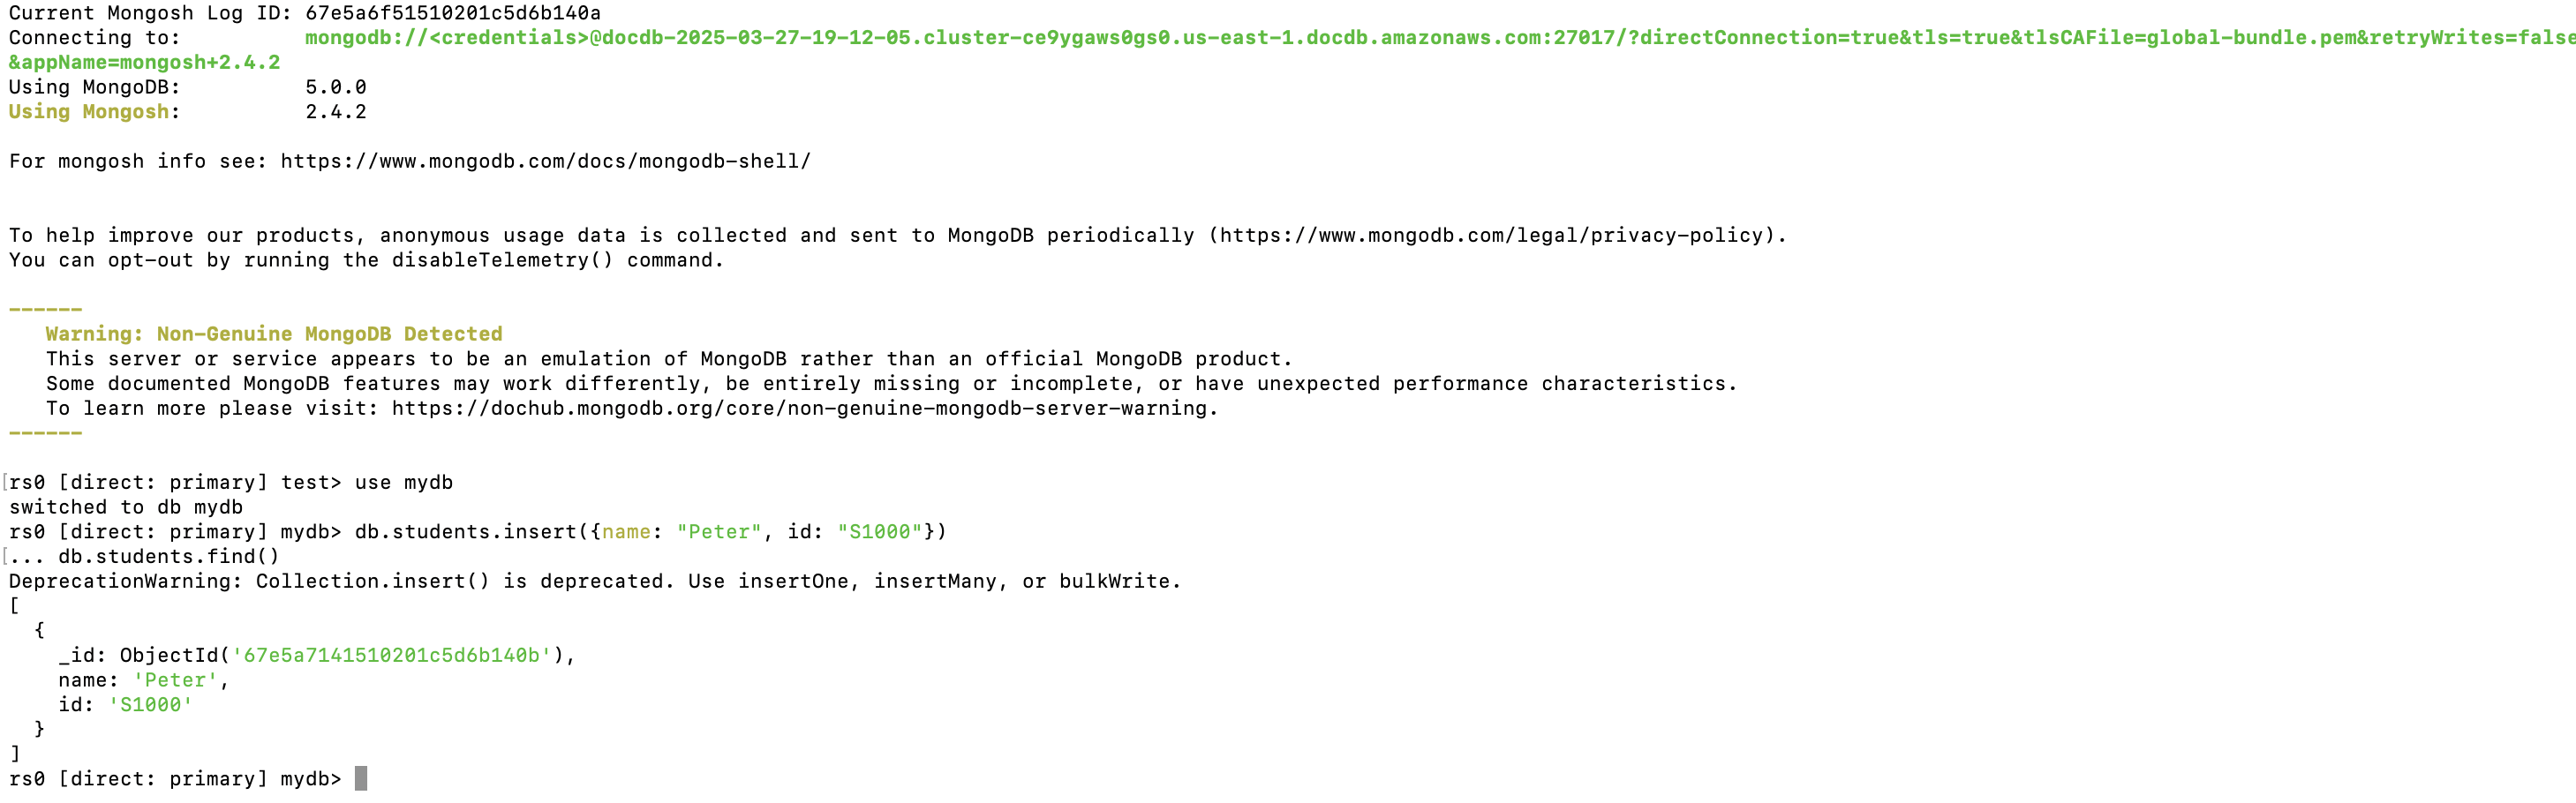 Current Mongosh Log ID: 67e5a6f51510201c5d6b140a
Connecting to: mongodb://<credentials>@docdb-2025-03-27-19-12-05.cluster-ce9ygaws0gs0.us-east-1.docdb.amazonaws.com:27017/?directConnection=true&tls=true&tlsCAFile=global-bundle.pem&retryWrites=false
&appName=mongosh+2.4.2
Using MongoDB: 5.0.0
Using Mongosh: 2.4.2
For mongosh info see: https://www.mongodb.com/docs/mongodb-shell/
To help improve our products, anonymous usage data is collected and sent to MongoDB periodically (https://www.mongodb.com/legal/privacy-policy).
You can opt-out by running the disableTelemetry() command.
------
Warning: Non-Genuine MongoDB Detected
This server or service appears to be an emulation of MongoDB rather than an official MongoDB product.
Some documented MongoDB features may work differently, be entirely missing or incomplete, or have unexpected performance characteristics.
To learn more please visit: https://dochub.mongodb.org/core/non-genuine-mongodb-server-warning.
------
[rs0 [direct: primary] test> use mydb
switched to db mydb
rs0 [direct: primary] mydb> db.students.insert({name: "Peter", id: "S1000"})
[... db.students.find()
DeprecationWarning: Collection.insert() is deprecated. Use insertOne, insertMany, or bulkWrite.
[
  {
    _id: ObjectId('67e5a7141510201c5d6b140b'),
    name: 'Peter',
    id: 'S1000'
  }
]
rs0 [direct: primary] mydb>